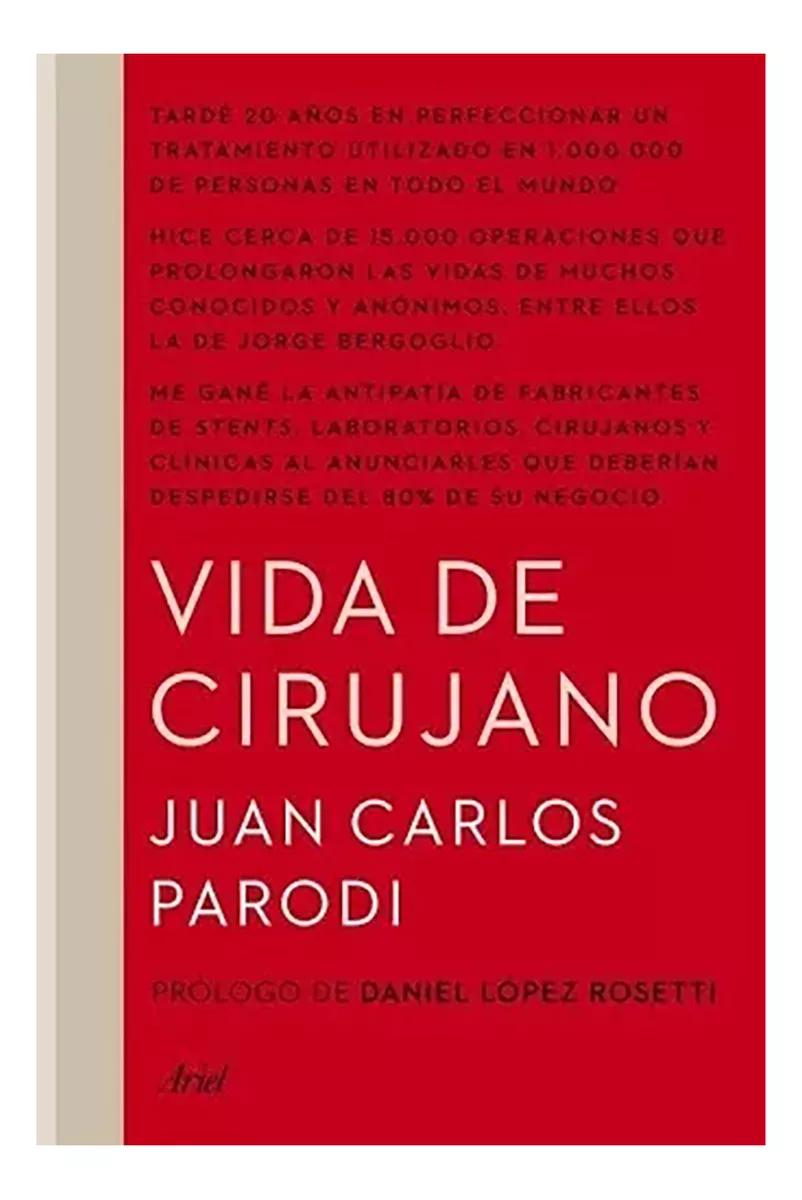 TARDÉ 20 AÑOS EN PERFECCIONAR UN
TRATAMIENTO UTILIZADO EN 1.000.000
DE PERSONAS EN TODO EL MUNDO.
HICE CERCA DE 15.000 OPERACIONES QUE
PROLONGARON LAS VIDAS DE MUCHOS
CONOCIDOS Y ANÓNIMOS, ENTRE ELLOS
LA DE JORGE BERGOGLIO.
ME GANÉ LA ANTIPATÍA DE FABRICANTES
DE STENTS, LABORATORIOS, CIRUJANOS Y
CLÍNICAS AL ANUNCIARLES QUE DEBERÍAN
DESPEDIRSE DEL 80% DE SU NEGOCIO.
VIDA DE
CIRUJANO
JUAN CARLOS
PARODI
PRÓLOGO DE DANIEL LÓPEZ ROSETTI
Ariel